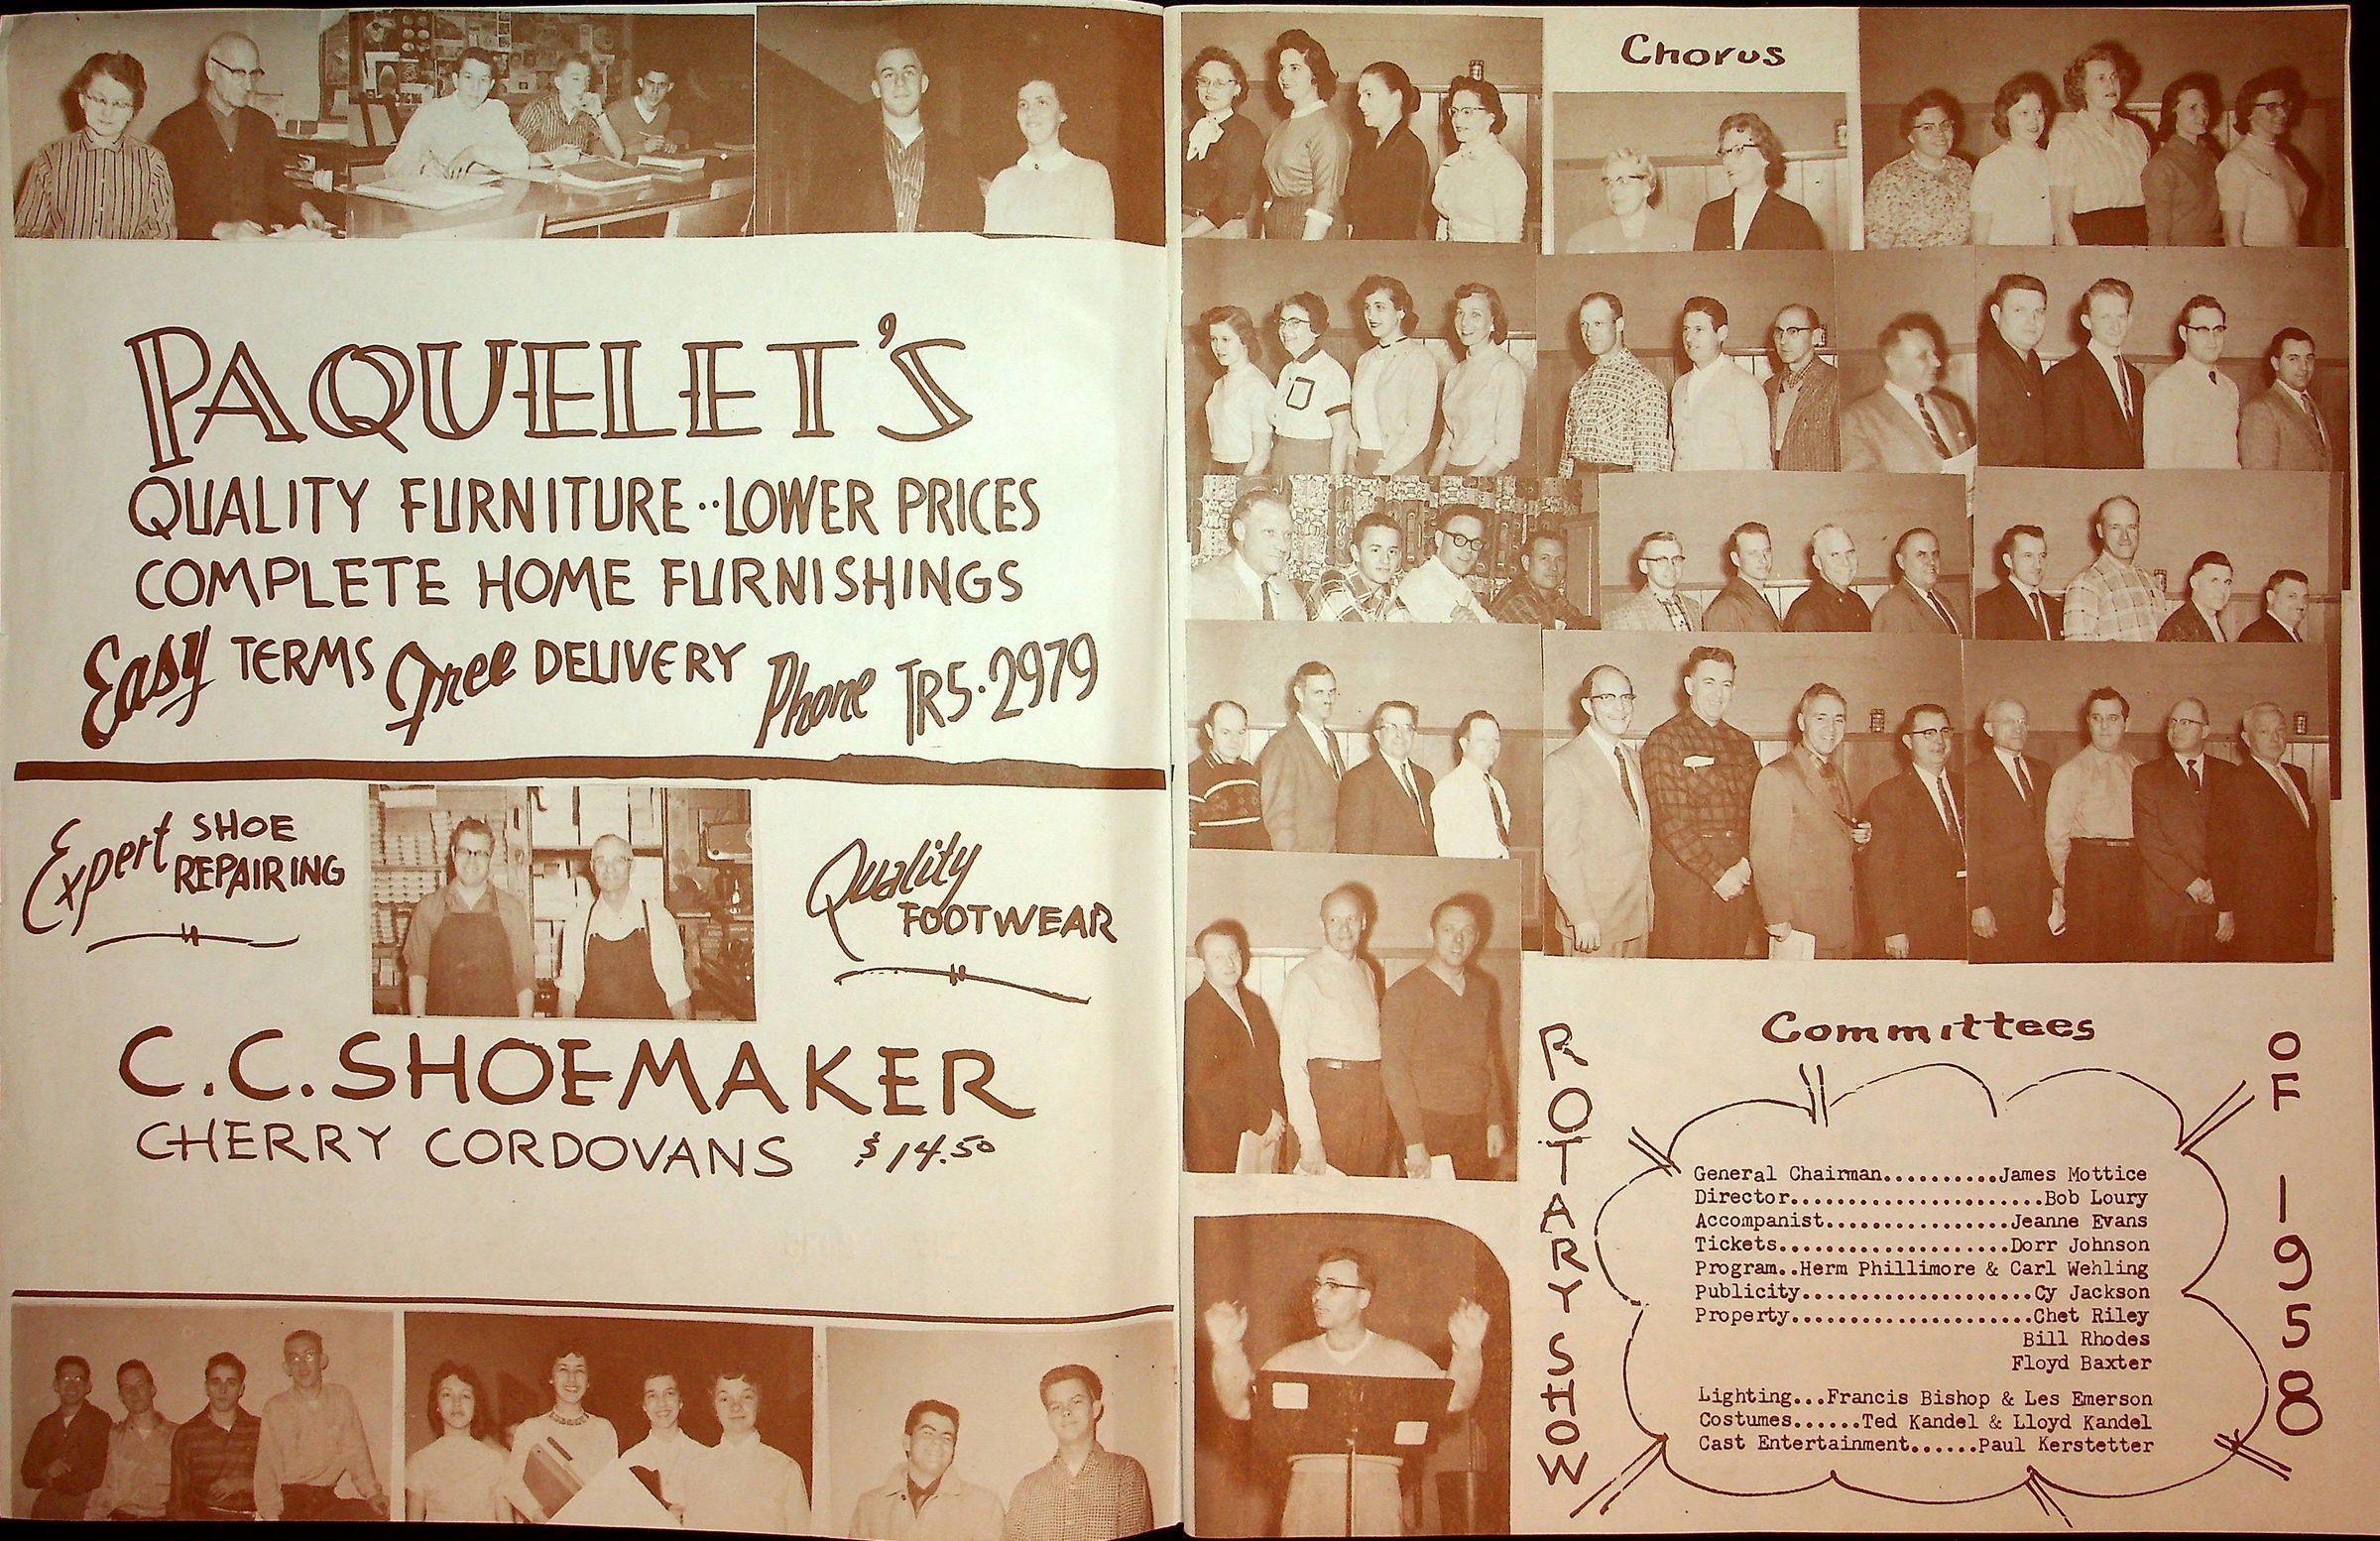 PAQUELET'S
QUALITY FURNITURE..LOWER PRICES
COMPLETE HOME FURNISHINGS
Easy TERMS Free DELIVERY Phone TR5-2979
Expert SHOE
REPAIRING
Quality
FOOTWEAR
C.C. SHOEMAKER
CHERRY CORDOVANS $14.50
Chorus
ROTARY SHOW
OF 1958
Committees
General Chairman..........James Mottice
Director......................Bob Loury
Accompanist................Jeanne Evans
Tickets....................Dorr Johnson
Program..Herm Phillimore & Carl Wehling
Publicity....................Cy Jackson
Property.....................Chet Riley
Bill Rhodes
Floyd Baxter
Lighting...Francis Bishop & Les Emerson
Costumes......Ted Kandel & Lloyd Kandel
Cast Entertainment......Paul Kerstetter